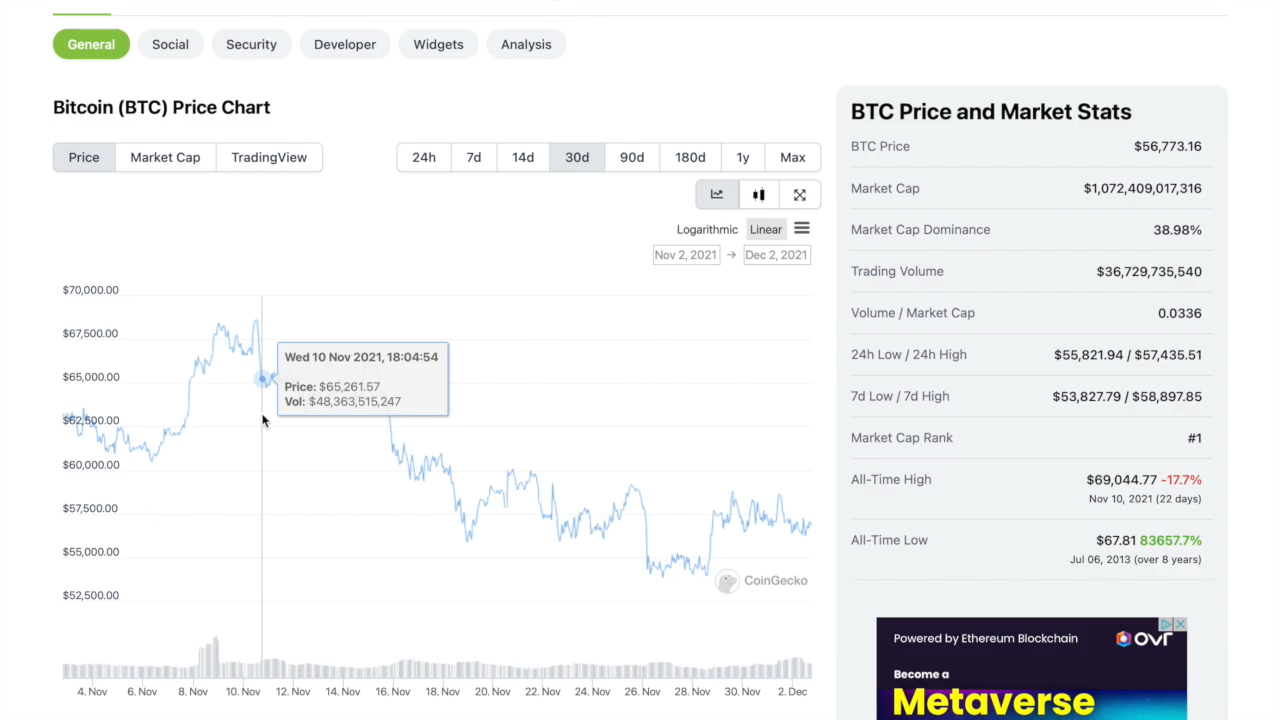 General Social Security Developer Widgets Analysis
Bitcoin (BTC) Price Chart
Price Market Cap TradingView
24h 7d 14d 30d 90d 180d 1y Max
Logarithmic Linear
Nov 2, 2021 → Dec 2, 2021
$70,000.00
$67,500.00
$65,000.00
$62,500.00
$60,000.00
$57,500.00
$55,000.00
$52,500.00
Wed 10 Nov 2021, 18:04:54
Price: $65,261.57
Vol: $48,363,515,247
CoinGecko
4. Nov 6. Nov 8. Nov 10. Nov 12. Nov 14. Nov 16. Nov 18. Nov 20. Nov 22. Nov 24. Nov 26. Nov 28. Nov 30. Nov 2. Dec
BTC Price and Market Stats
BTC Price $56,773.16
Market Cap $1,072,409,017,316
Market Cap Dominance 38.98%
Trading Volume $36,729,735,540
Volume / Market Cap 0.0336
24h Low / 24h High $55,821.94 / $57,435.51
7d Low / 7d High $53,827.79 / $58,897.85
Market Cap Rank #1
All-Time High $69,044.77 -17.7%
Nov 10, 2021 (22 days)
All-Time Low $67.81 83657.7%
Jul 06, 2013 (over 8 years)
Powered by Ethereum Blockchain OVR
Become a
Metaverse